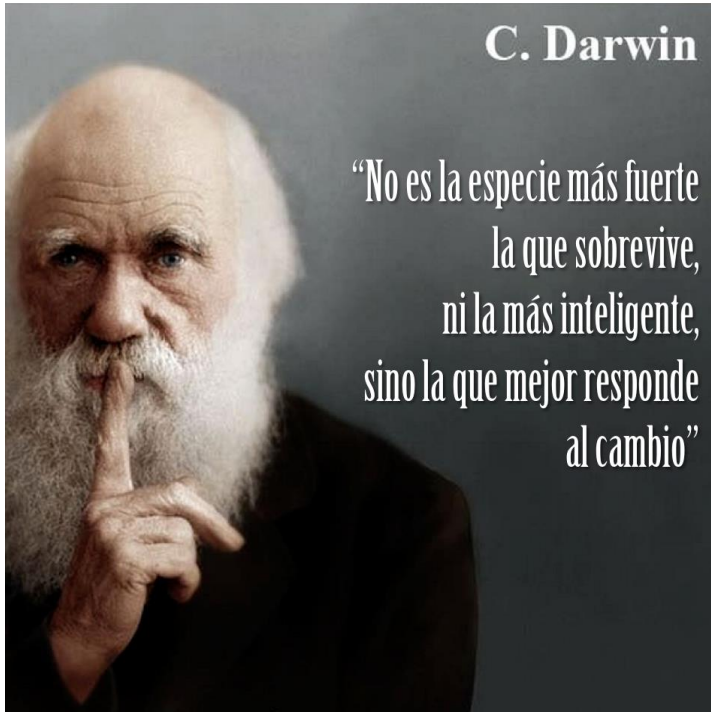 C. Darwin
“No es la especie más fuerte
la que sobrevive,
ni la más inteligente,
sino la que mejor responde
al cambio”